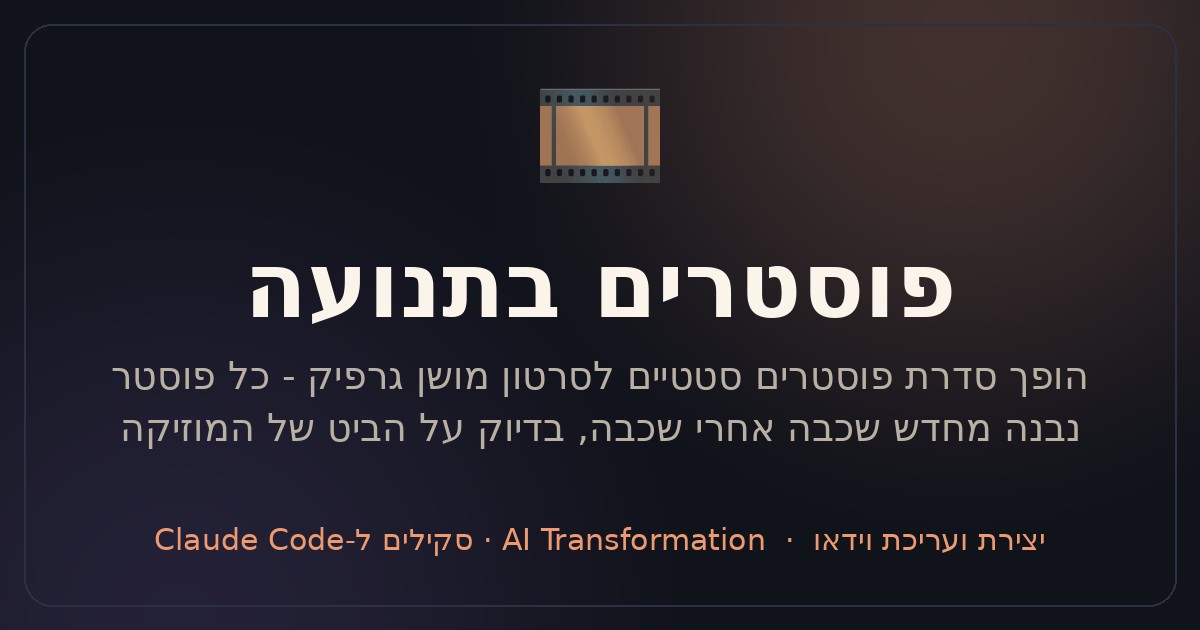 פוסטרים בתנועה
הופך סדרת פוסטרים סטטיים לסרטון מושן גרפיק - כל פוסטר
נבנה מחדש שכבה אחרי שכבה, בדיוק על הביט של המוזיקה
יצירת ועריכת וידאו · AI Transformation · סקילים ל-Claude Code